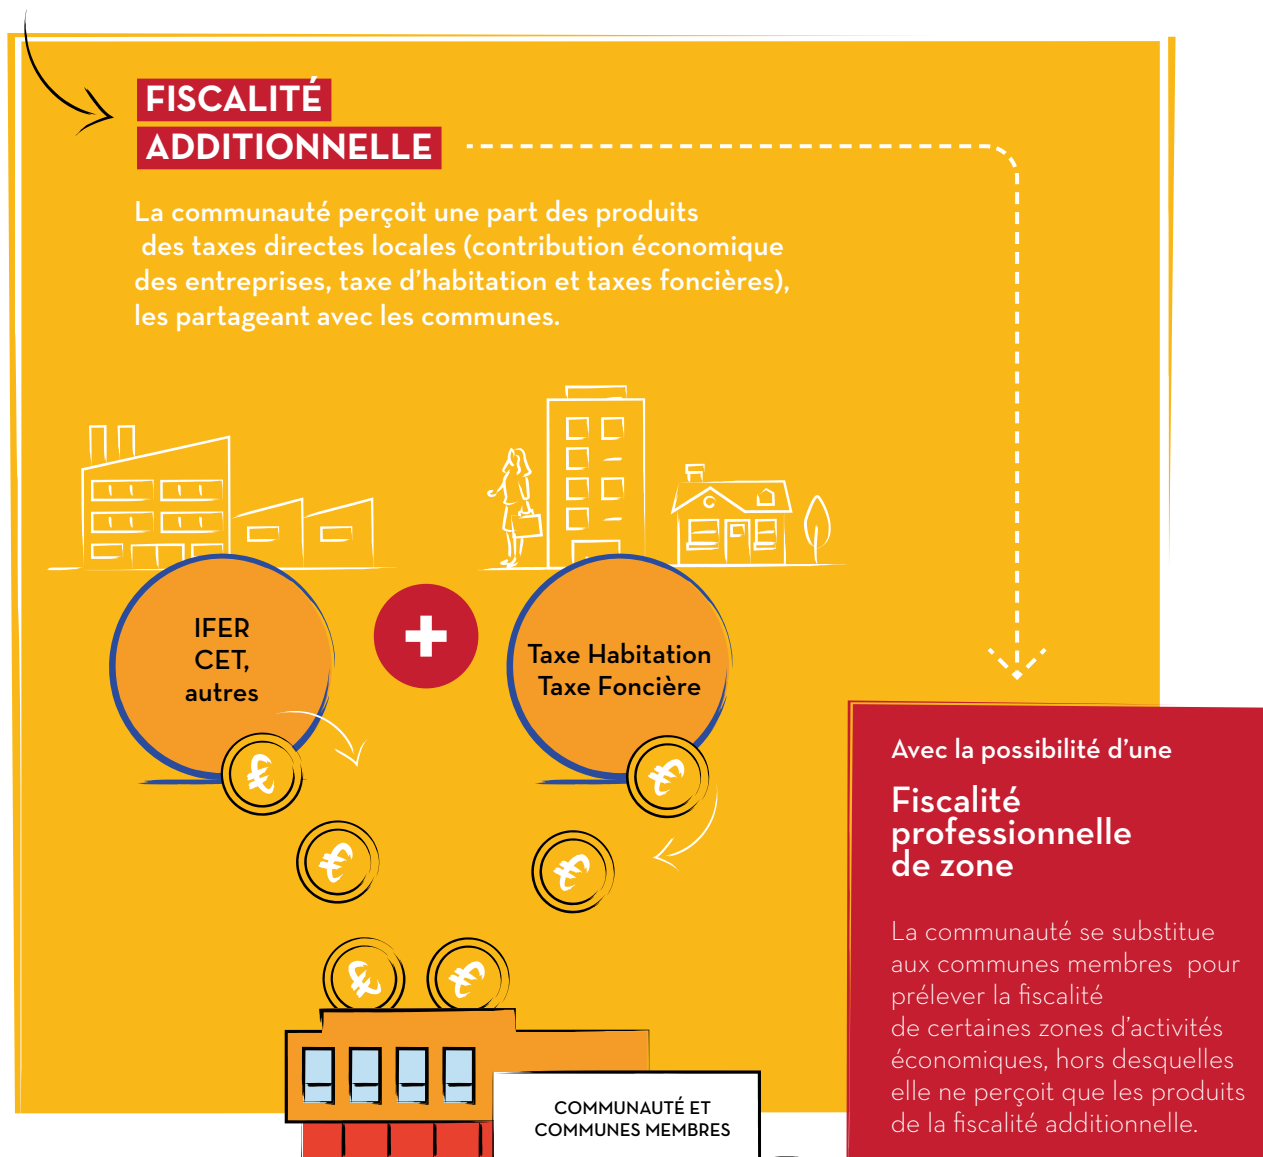 FISCALITÉ
ADDITIONNELLE
La communauté perçoit une part des produits
des taxes directes locales (contribution économique
des entreprises, taxe d'habitation et taxes foncières),
les partageant avec les communes.
IFER
CET,
autres
+
Taxe Habitation
Taxe Foncière
€
€
€
€
€
€
Avec la possibilité d'une
Fiscalité
professionnelle
de zone
La communauté se substitue
aux communes membres pour
prélever la fiscalité
de certaines zones d'activités
économiques, hors desquelles
elle ne perçoit que les produits
de la fiscalité additionnelle.
COMMUNAUTÉ ET
COMMUNES MEMBRES